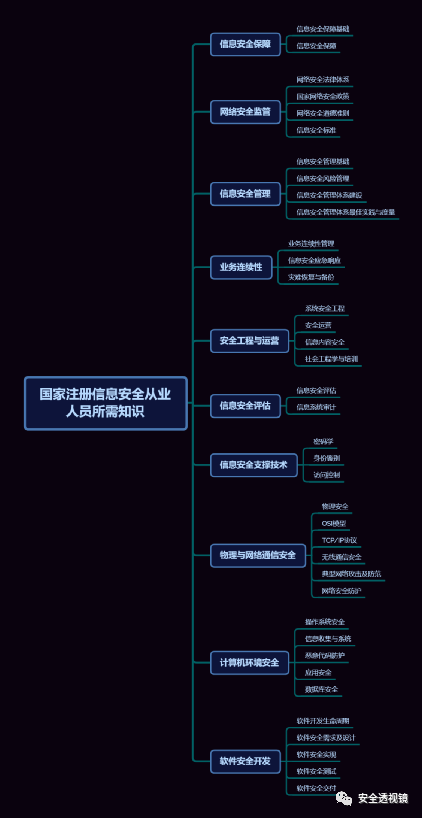 信息安全保障
信息安全保障基础
信息安全保障
网络安全监管
网络安全法律体系
国家网络安全政策
网络安全道德准则
信息安全标准
信息安全管理
信息安全管理基础
信息安全风险管理
信息安全管理体系建设
信息安全管理体系最佳实践与度量
业务连续性
业务连续性管理
信息安全应急响应
灾难恢复与备份
安全工程与运营
系统安全工程
安全运营
信息内容安全
社会工程学与培训
国家注册信息安全从业
人员所需知识
信息安全评估
信息安全评估
信息系统审计
信息安全支撑技术
密码学
身份鉴别
访问控制
物理与网络通信安全
物理安全
OSI模型
TCP/IP协议
无线通信安全
典型网络攻击及防范
网络安全防护
计算机环境安全
操作系统安全
信息收集与系统
恶意代码防护
应用安全
数据库安全
软件安全开发
软件开发生命周期
软件安全需求及设计
软件安全实现
软件安全测试
软件安全交付
安全透视镜